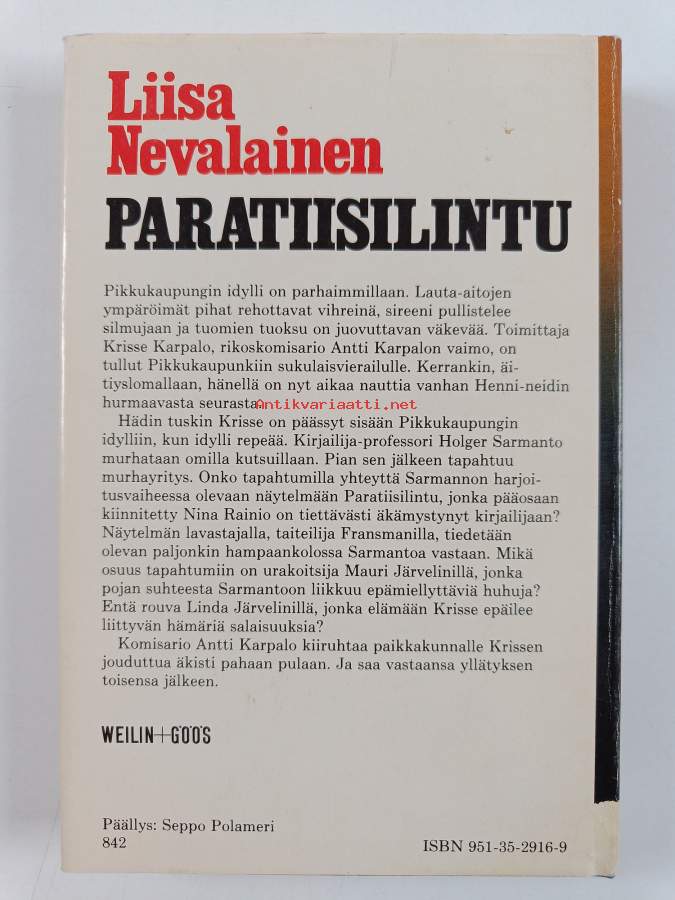 Liisa
Nevalainen
PARATIISILINTU
Pikkukaupungin idylli on parhaimmillaan. Lauta-aitojen
ympäröimät pihat rehottavat vihreinä, sireeni pullistelee
silmujaan ja tuomien tuoksu on juovuttavan väkevää. Toimittaja
Krisse Karpalo, rikoskomisario Antti Karpalon vaimo, on
tullut Pikkukaupunkiin sukulaisvierailulle. Kerrankin, äi-
tiyslomallaan, hänellä on nyt aikaa nauttia vanhan Henni-neidin
hurmaavasta seurasta.
Antikvariaatti.net
Hädin tuskin Krisse on päässyt sisään Pikkukaupungin
idylliin, kun idylli repeää. Kirjailija-professori Holger Sarmanto
murhataan omilla kutsuillaan. Pian sen jälkeen tapahtuu
murhayritys. Onko tapahtumilla yhteyttä Sarmannon harjoi-
tusvaiheessa olevaan näytelmään Paratiisilintu, jonka pääosaan
kiinnitetty Nina Rainio on tiettävästi äkämystynyt kirjailijaan?
Näytelmän lavastajalla, taiteilija Fransmanilla, tiedetään
olevan paljonkin hampaankolossa Sarmantoa vastaan. Mikä
osuus tapahtumiin on urakoitsija Mauri Järvelinillä, jonka
pojan suhteesta Sarmantoon liikkuu epämiellyttäviä huhuja?
Entä rouva Linda Järvelinillä, jonka elämään Krisse epäilee
liittyvän hämäriä salaisuuksia?
Komisario Antti Karpalo kiiruhtaa paikkakunnalle Krissen
jouduttua äkisti pahaan pulaan. Ja saa vastaansa yllätyksen
toisensa jälkeen.
WEILIN+GÖÖS
Päällys: Seppo Polameri
842
ISBN 951-35-2916-9